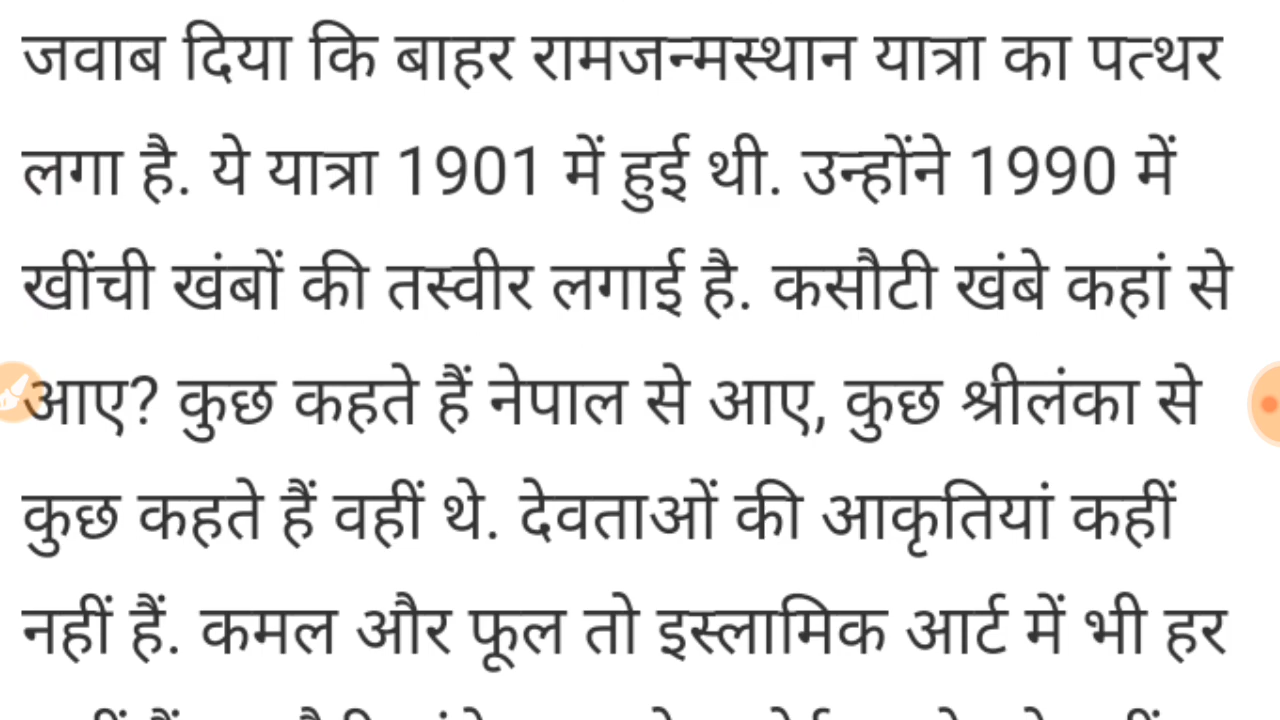 जवाब दिया कि बाहर रामजन्मस्थान यात्रा का पत्थर
लगा है. ये यात्रा 1901 में हुई थी. उन्होंने 1990 में
खींची खंबों की तस्वीर लगाई है. कसौटी खंबे कहां से
आए? कुछ कहते हैं नेपाल से आए, कुछ श्रीलंका से
कुछ कहते हैं वहीं थे. देवताओं की आकृतियां कहीं
नहीं हैं. कमल और फूल तो इस्लामिक आर्ट में भी हर